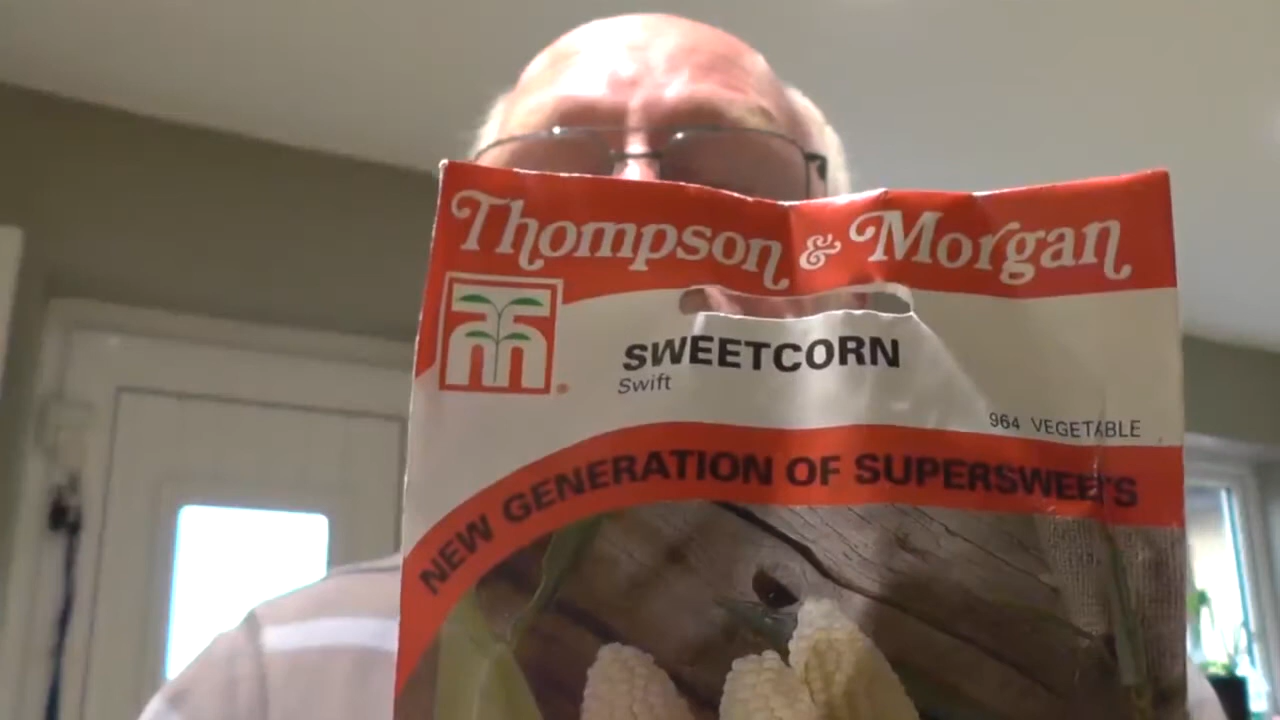 Thompson & Morgan
SWEETCORN
Swift
964 VEGETABLE
NEW GENERATION OF SUPERSWEETS